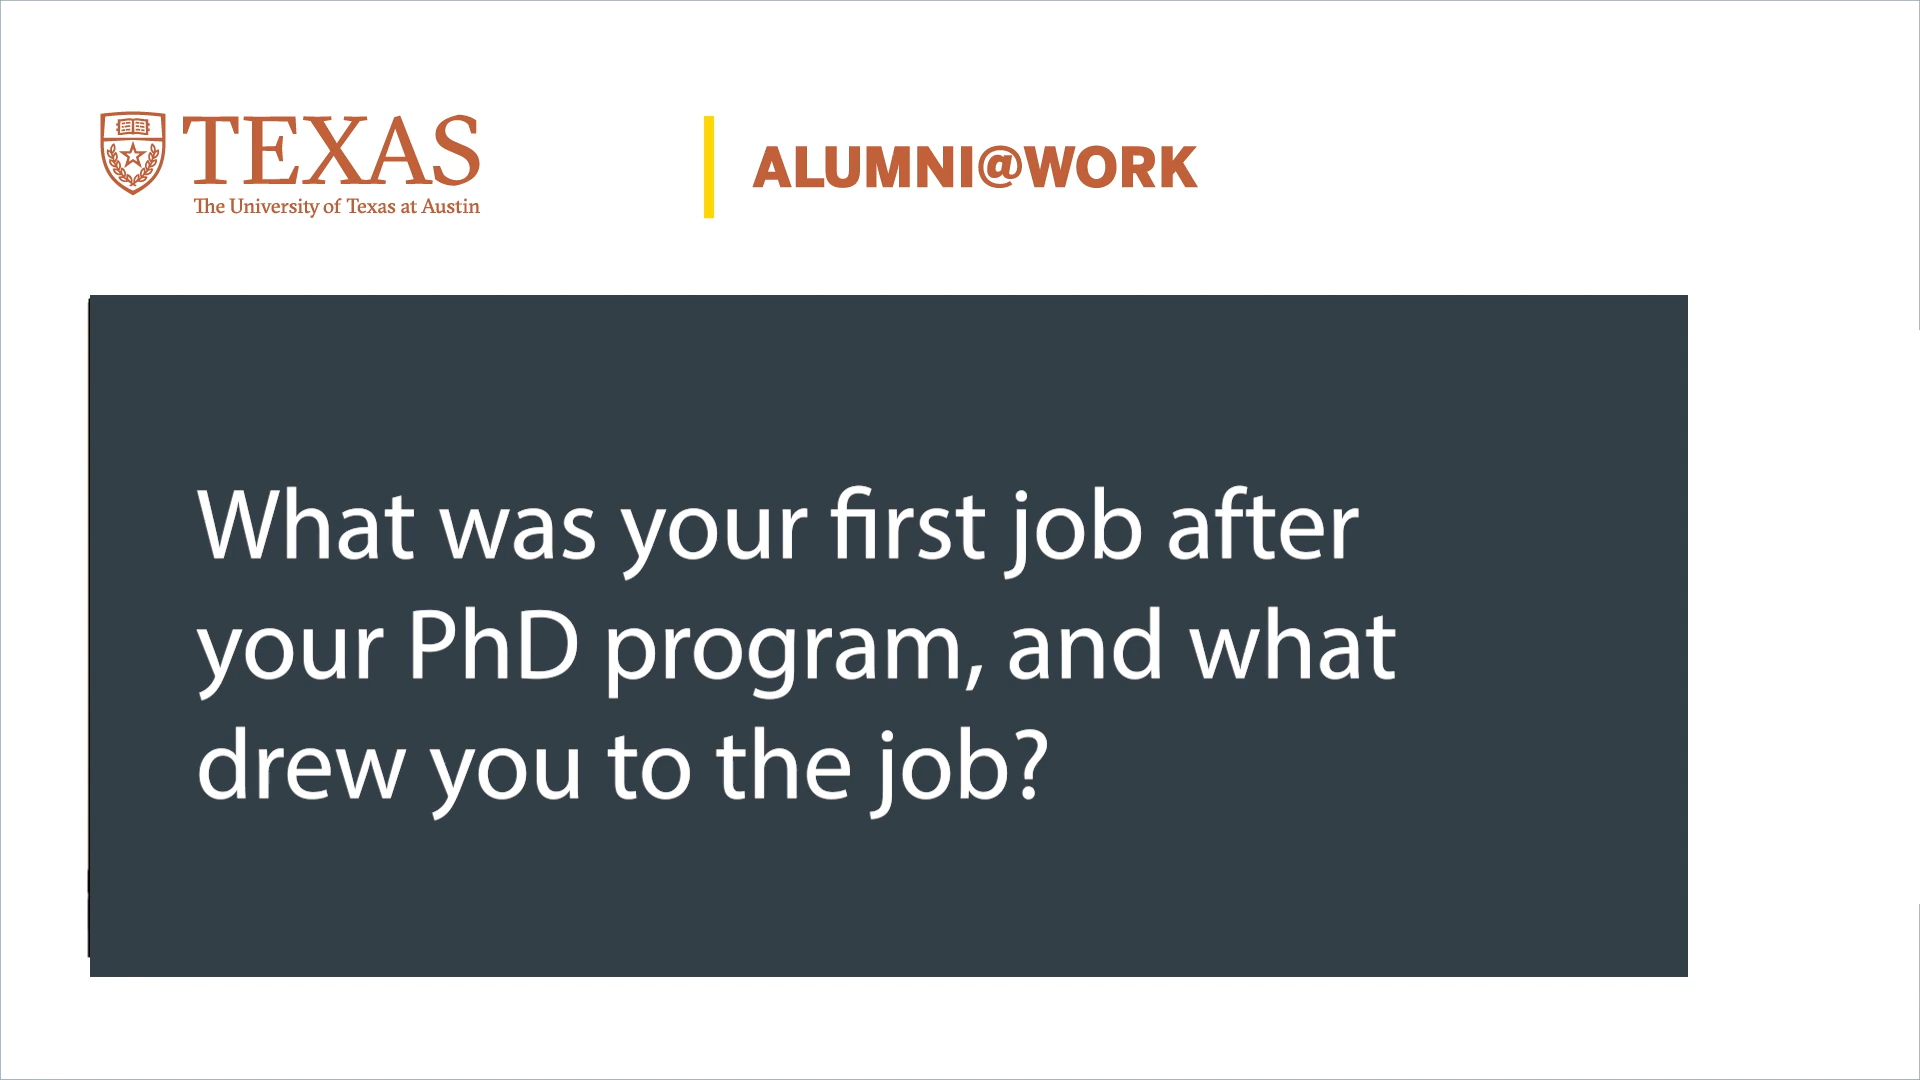 TEXAS
The University of Texas at Austin
ALUMNI@WORK
What was your first job after
your PhD program, and what
drew you to the job?